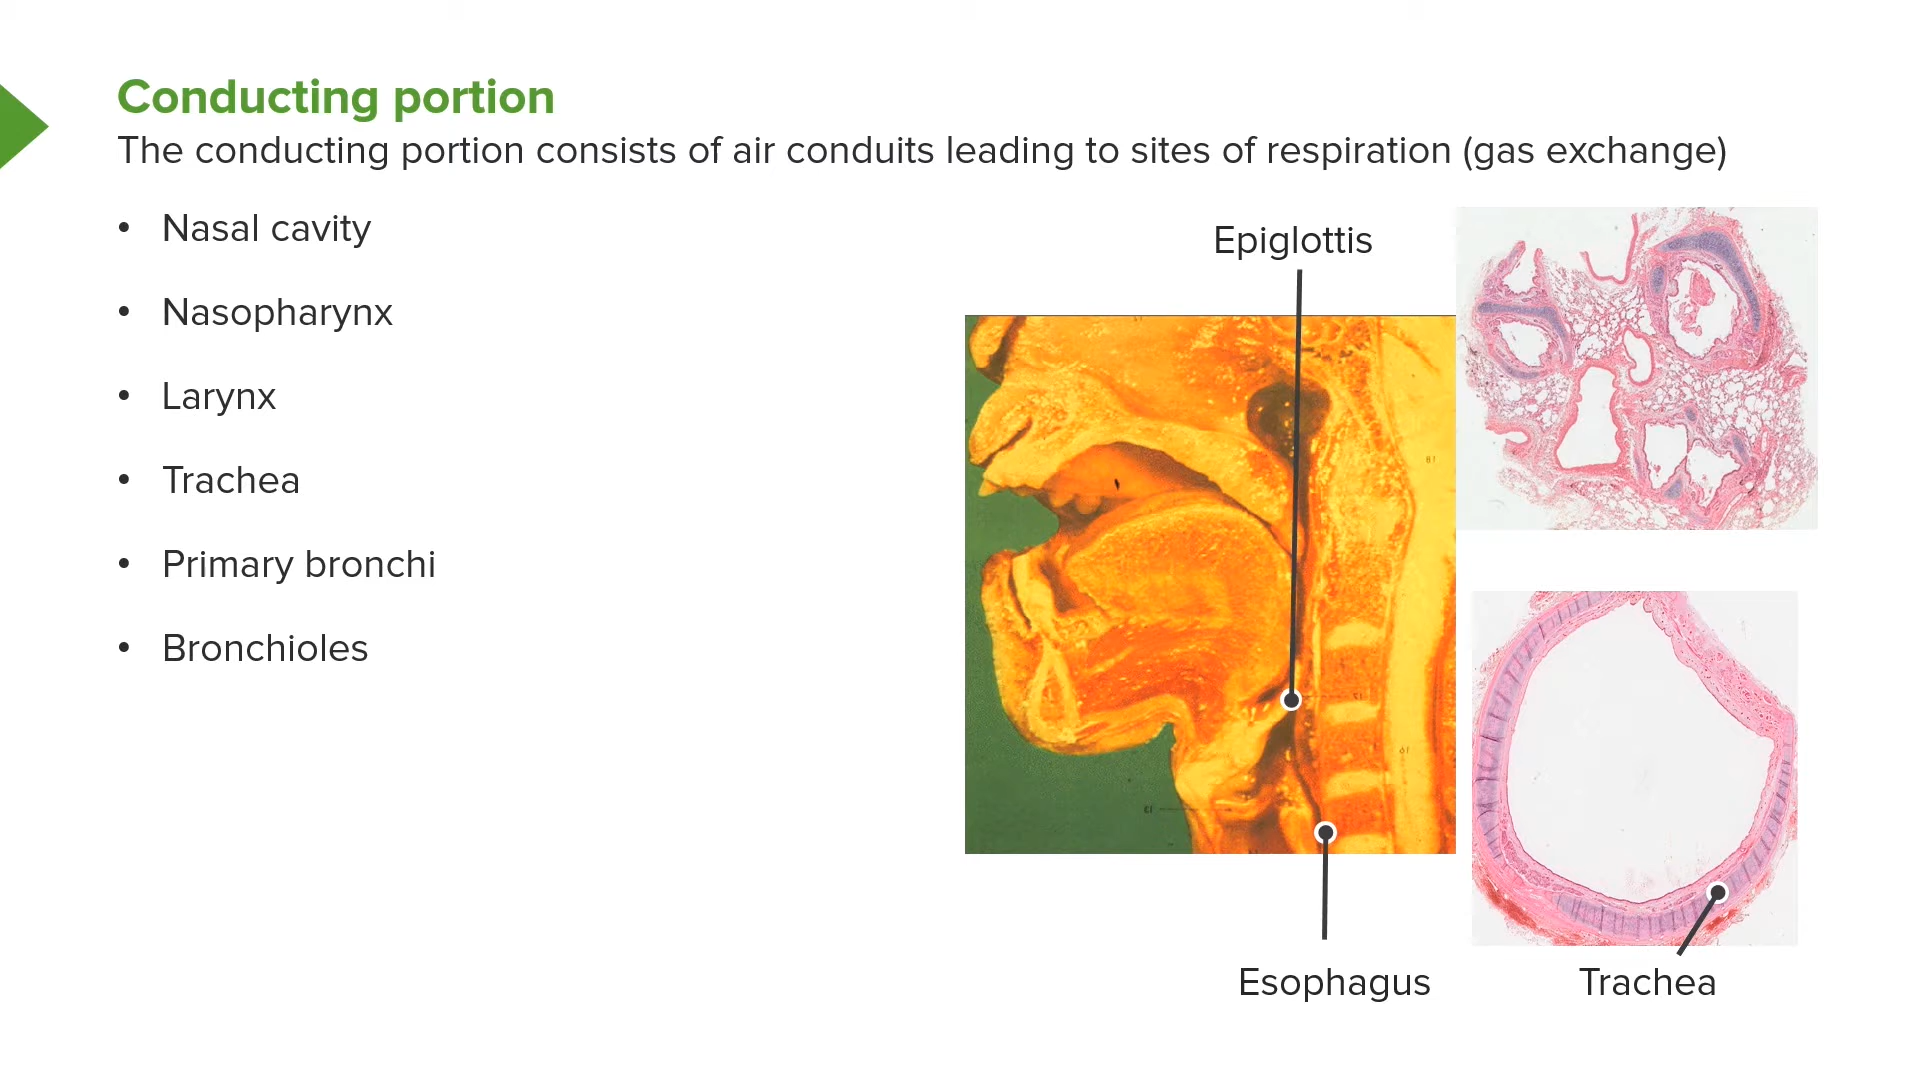 Conducting portion
The conducting portion consists of air conduits leading to sites of respiration (gas exchange)
• Nasal cavity
• Nasopharynx
• Larynx
• Trachea
• Primary bronchi
• Bronchioles
Epiglottis
Esophagus
Trachea